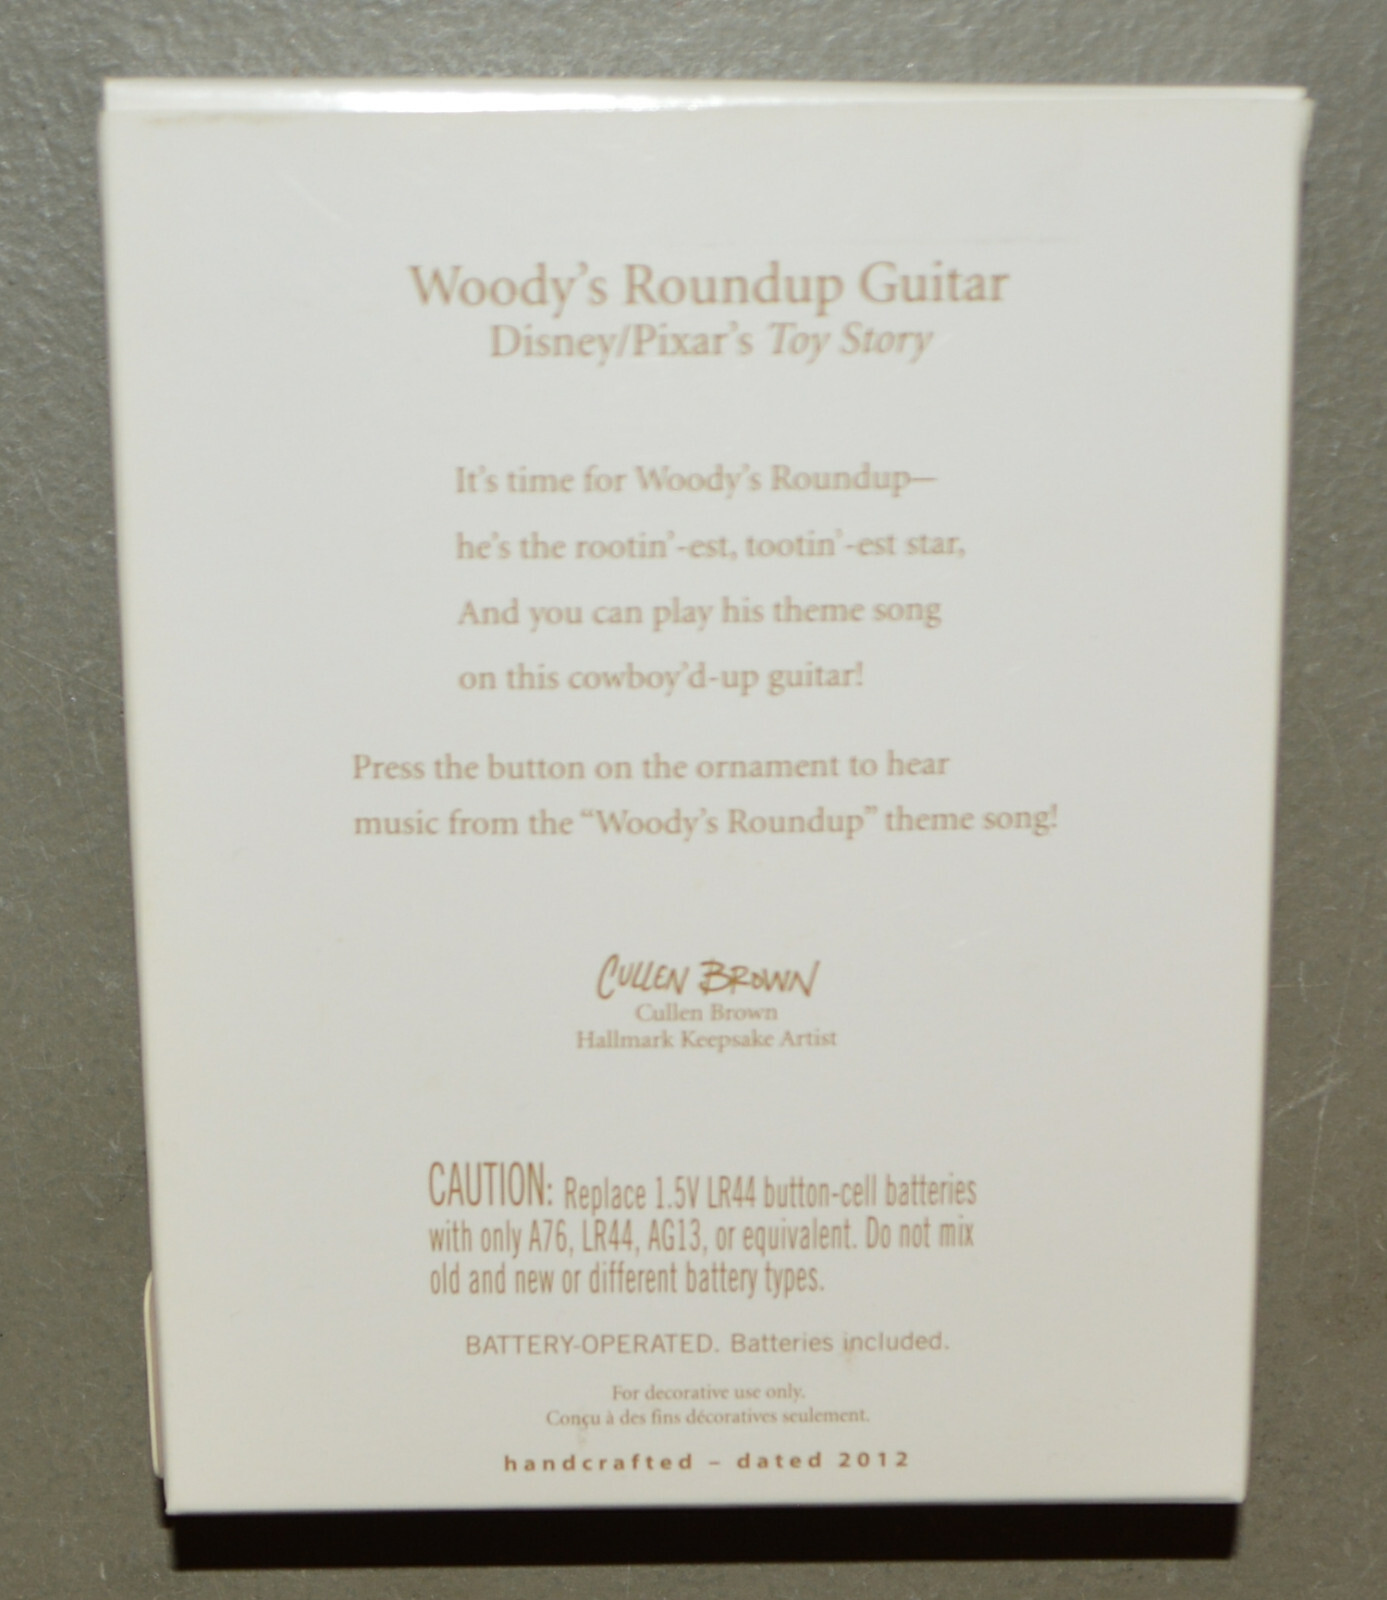 Woody's Roundup Guitar
Disney/Pixar's Toy Story
It's time for Woody's Roundup—
he's the rootin'-est, tootin'-est star,
And you can play his theme song
on this cowboy'd-up guitar!
Press the button on the ornament to hear
music from the “Woody's Roundup” theme song!
CULLEN BROWN
Cullen Brown
Hallmark Keepsake Artist
CAUTION: Replace 1.5V LR44 button-cell batteries
with only A76, LR44, AG13, or equivalent. Do not mix
old and new or different battery types.
BATTERY-OPERATED. Batteries included.
For decorative use only.
Conçu à des fins décoratives seulement.
handcrafted – dated 2012